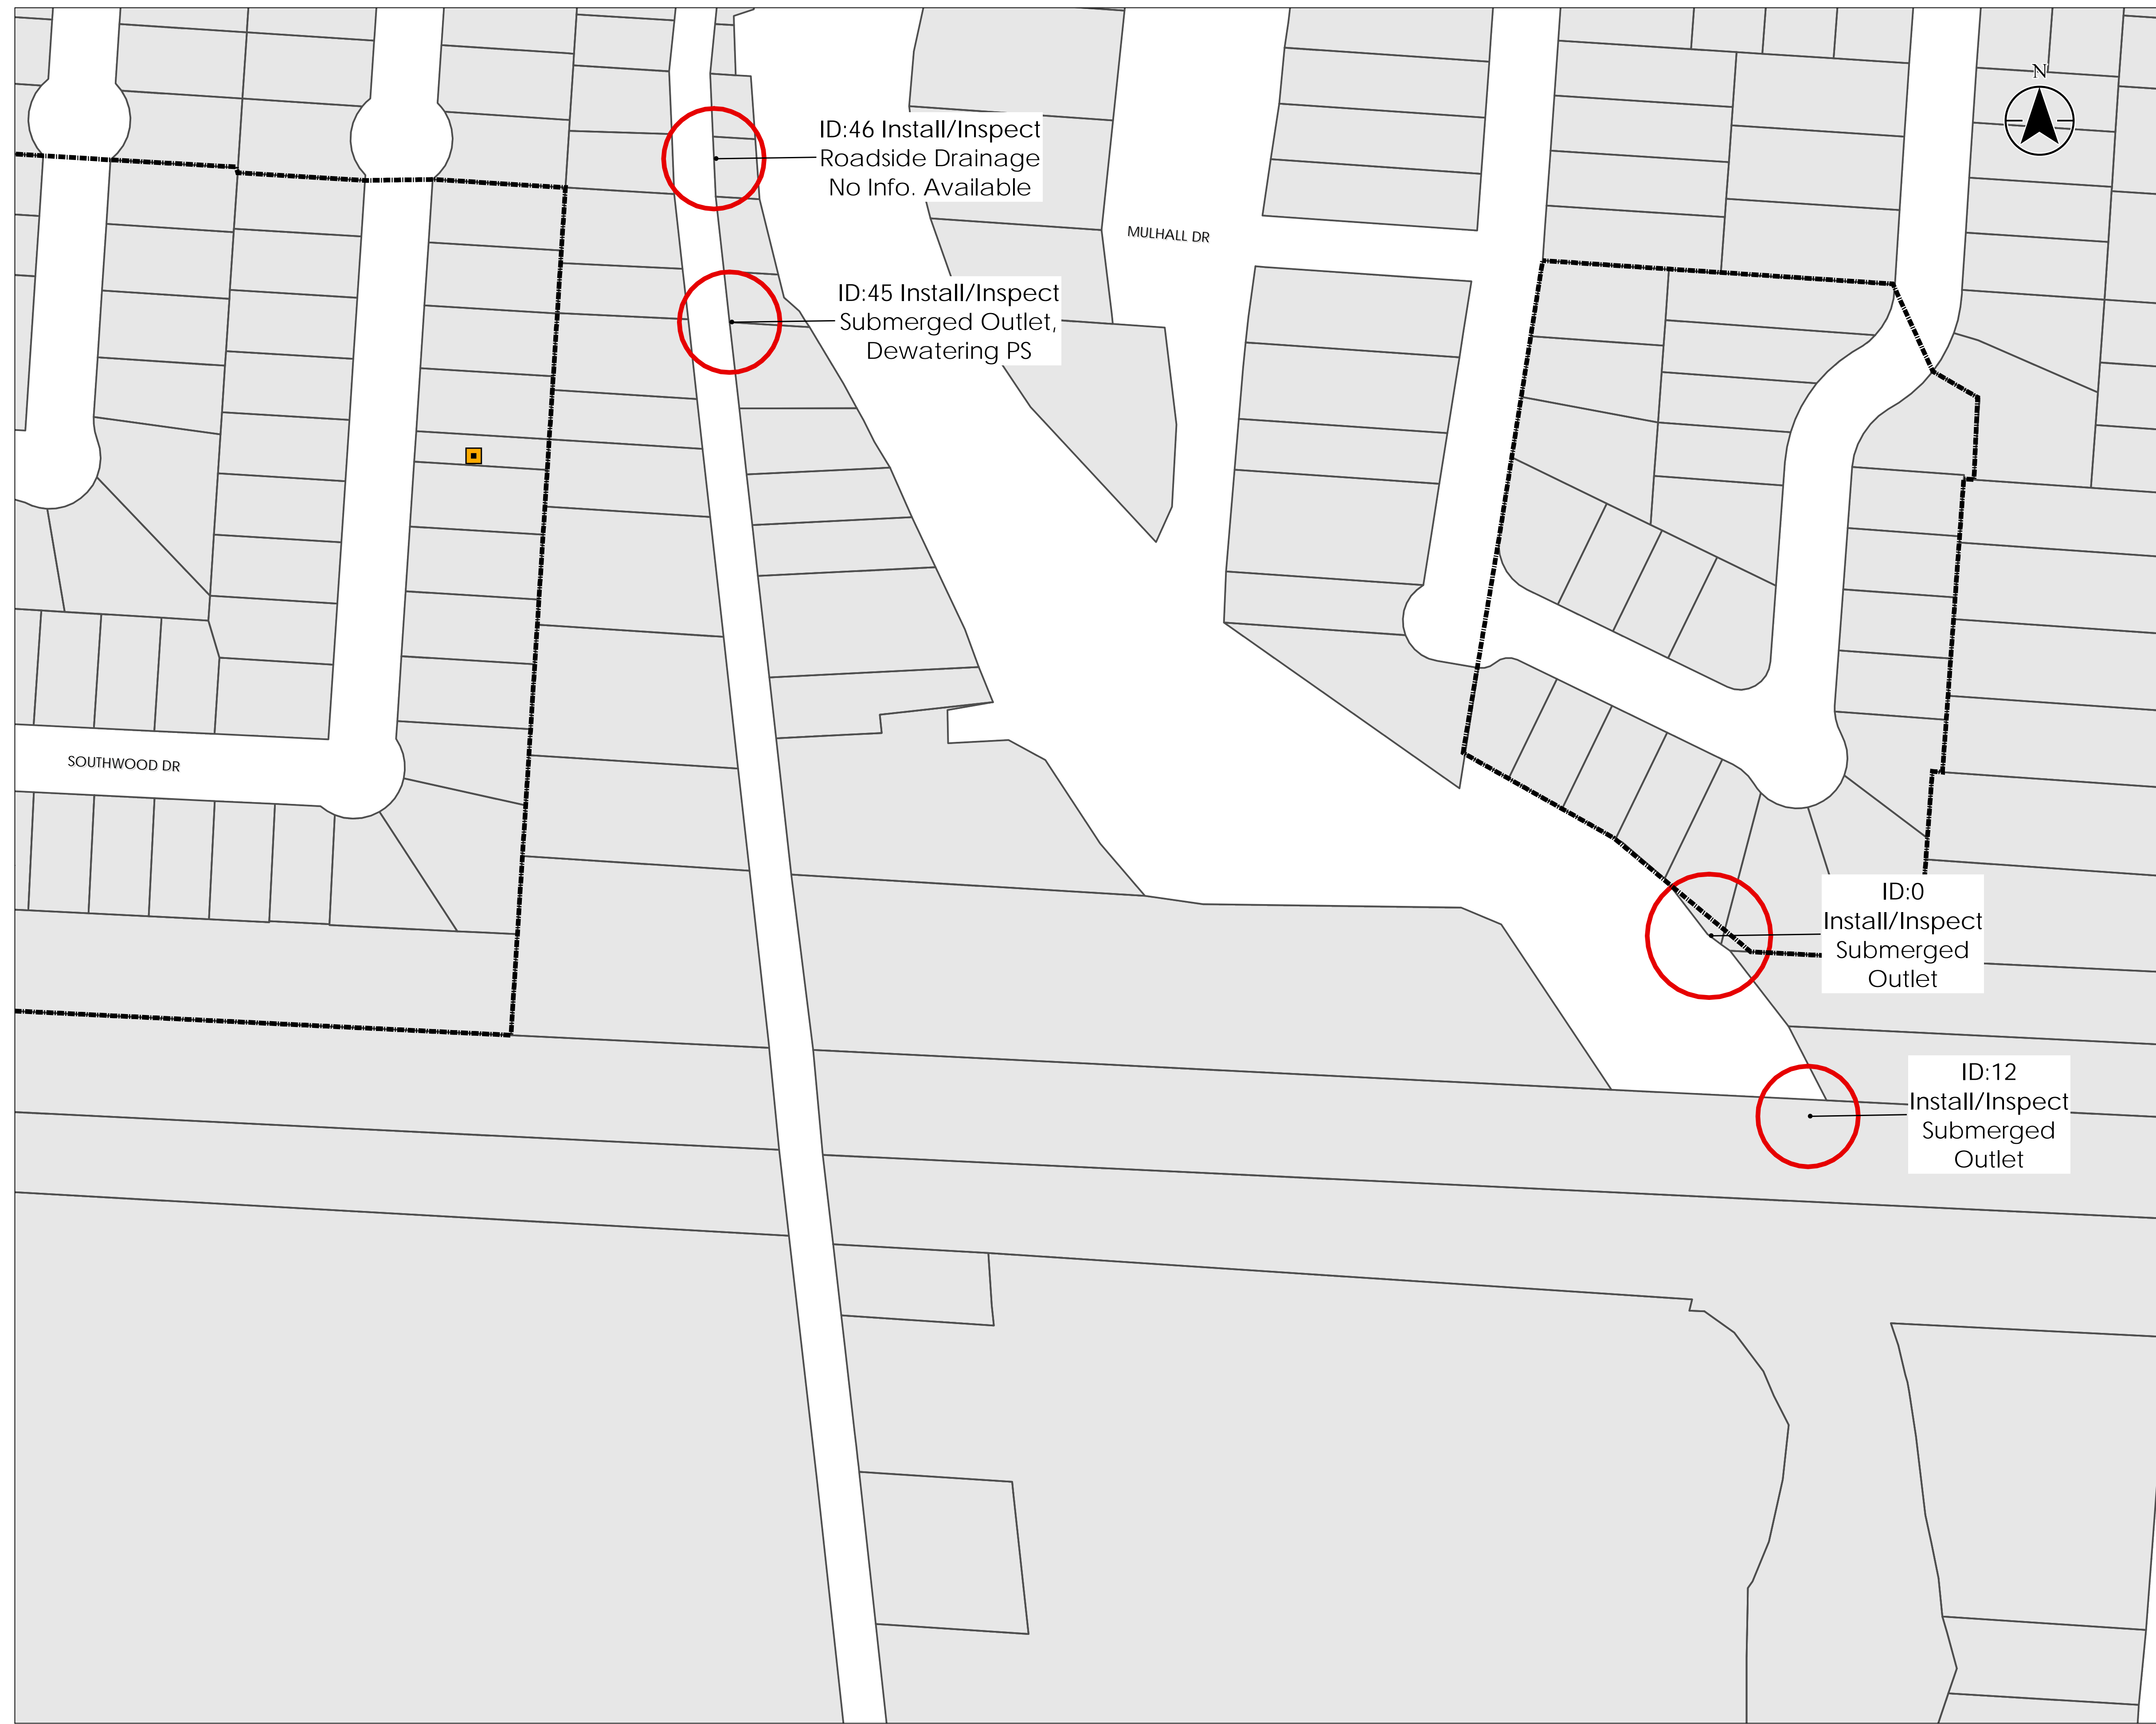 N
ID:46 Install/Inspect
Roadside Drainage
No Info. Available
MULHALL DR
ID:45 Install/Inspect
Submerged Outlet,
Dewatering PS
SOUTHWOOD DR
ID:0
Install/Inspect
Submerged
Outlet
ID:12
Install/Inspect
Submerged
Outlet